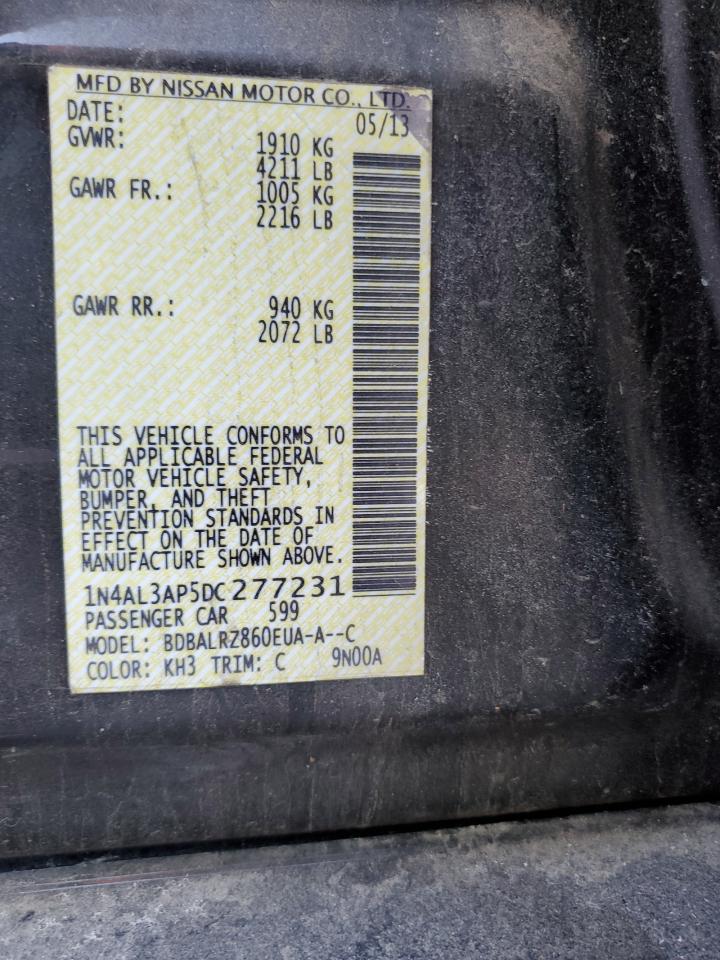 MFD BY NISSAN MOTOR CO., LTD.
DATE: 05/13
GVWR: 1910 KG
4211 LB
GAWR FR.: 1005 KG
2216 LB
GAWR RR.: 940 KG
2072 LB
THIS VEHICLE CONFORMS TO
ALL APPLICABLE FEDERAL
MOTOR VEHICLE SAFETY,
BUMPER, AND THEFT
PREVENTION STANDARDS IN
EFFECT ON THE DATE OF
MANUFACTURE SHOWN ABOVE.
1N4AL3AP5DC277231
PASSENGER CAR 599
MODEL: BDBALRZ860EUA-A--C
COLOR: KH3 TRIM: C 9N00A